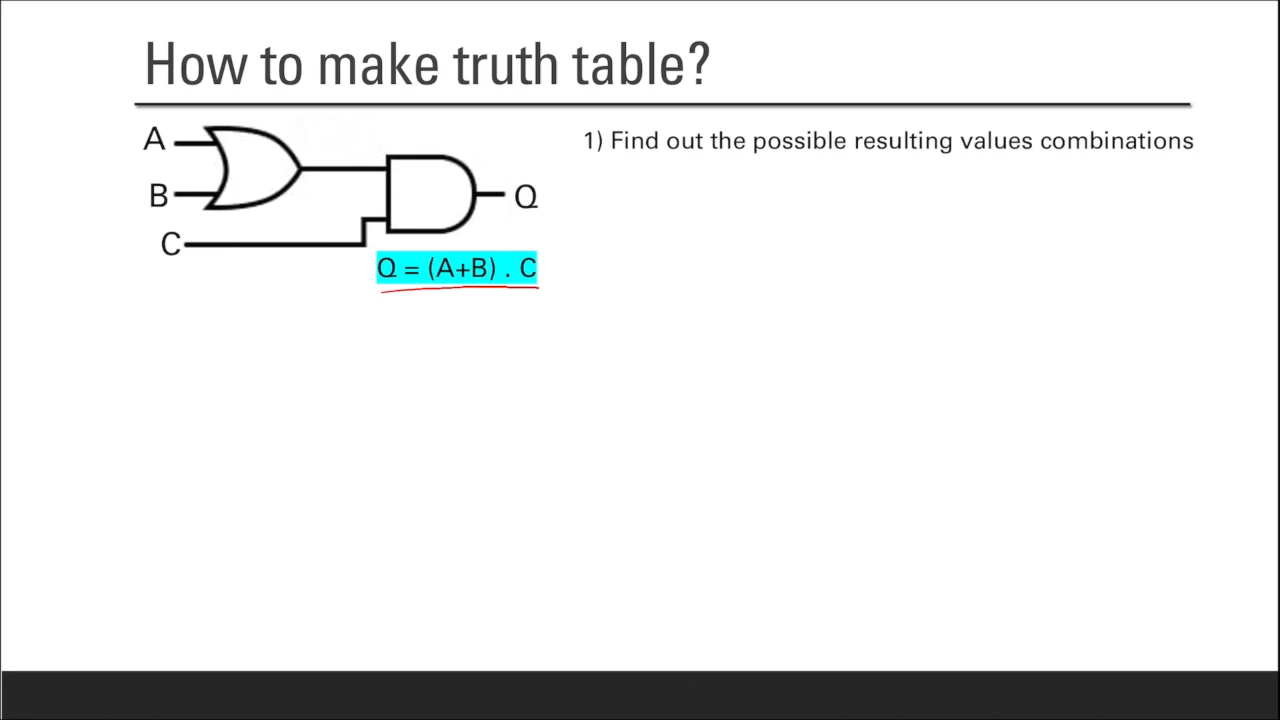 How to make truth table?
A
B
C
Q
Q = (A+B) . C
1) Find out the possible resulting values combinations